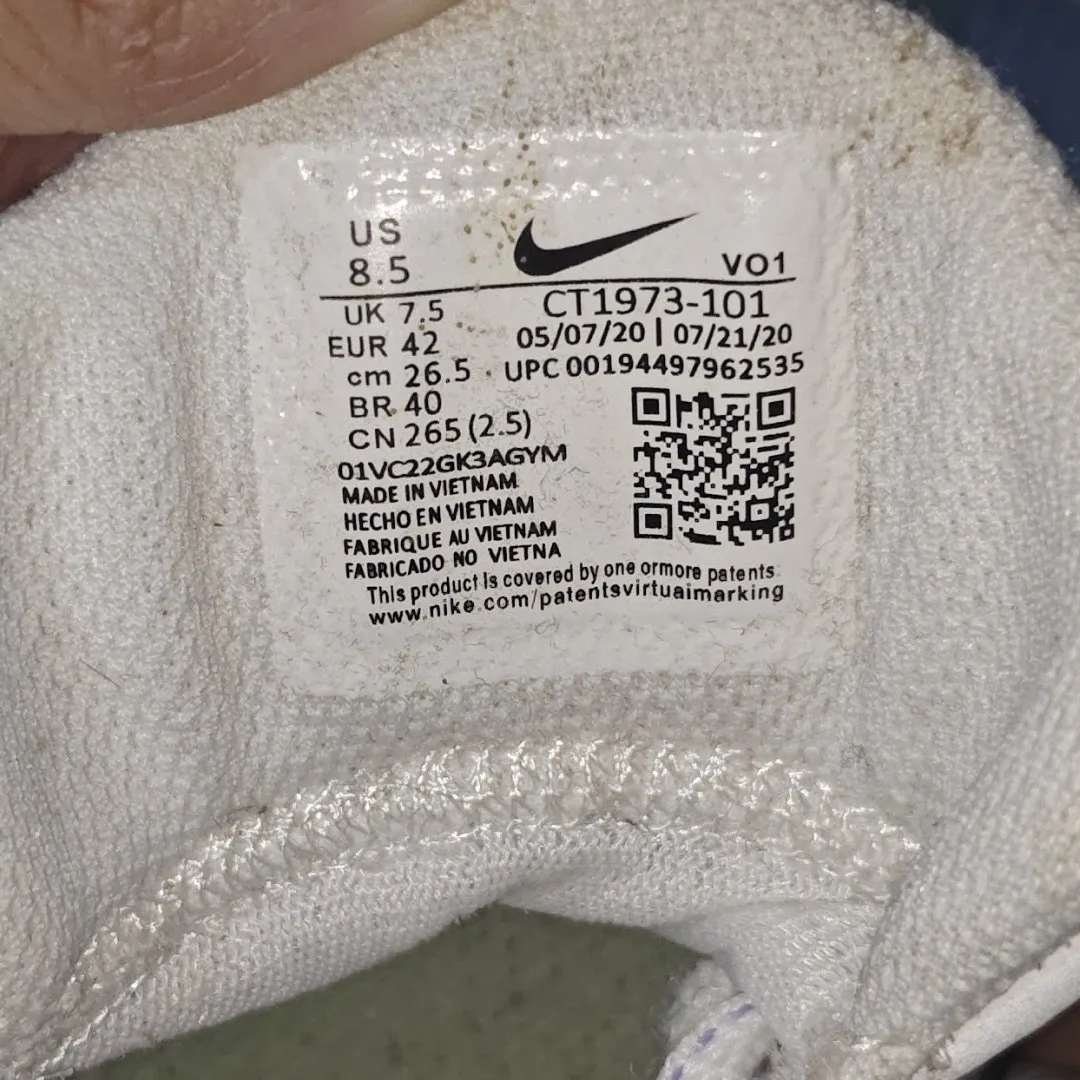 US
8.5
VO1
UK 7.5
CT1973-101
EUR 42
05/07/20 | 07/21/20
cm 26.5
UPC 00194497962535
BR 40
CN 265 (2.5)
01VC22GK3AGYM
MADE IN VIETNAM
HECHO EN VIETNAM
FABRIQUE AU VIETNAM
FABRICADO NO VIETNA
This product is covered by one ormore patents
www.nike.com/patentsvirtuaimarking